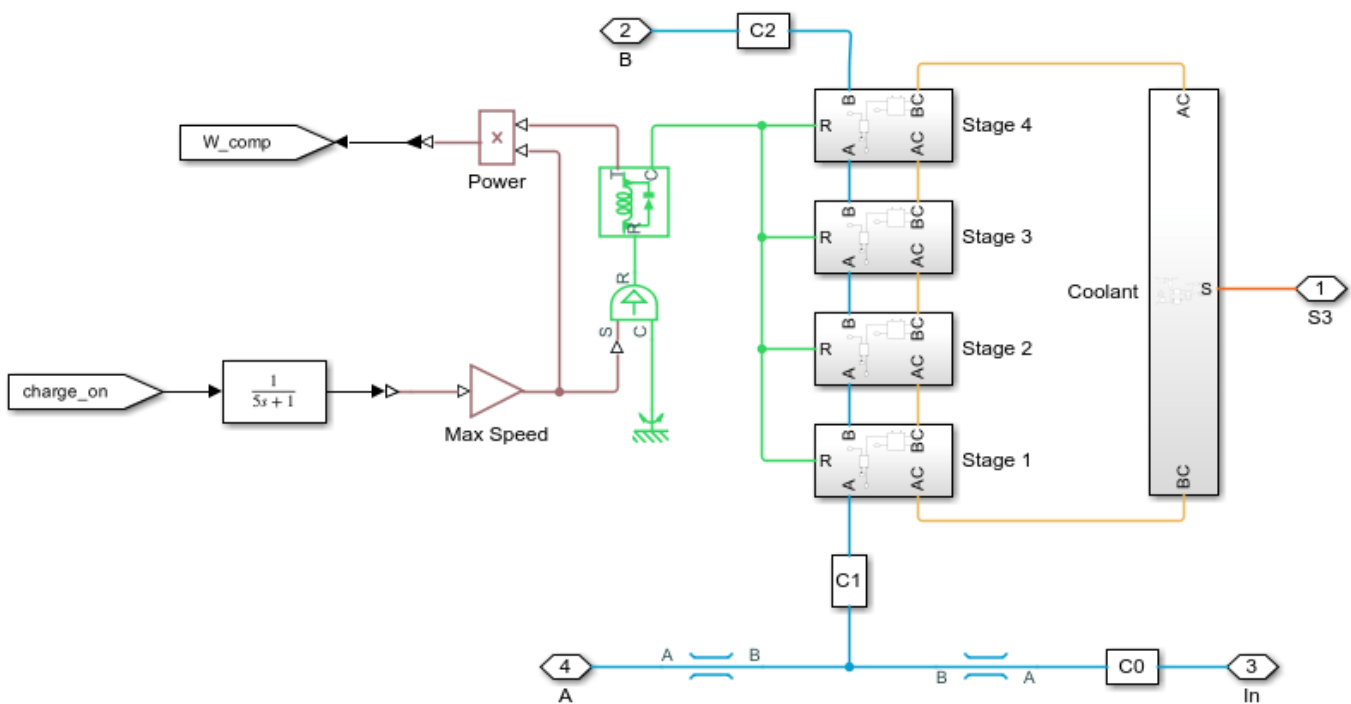 2
B
C2
B
BC
R
Stage 4
A
AC
AC
W_comp
x
Power
T
C
R
B
BC
R
Stage 3
A
AC
R
S
C
Coolant
S
1
S3
B
BC
R
Stage 2
A
AC
charge_on
1
5s + 1
Max Speed
B
BC
R
Stage 1
A
AC
BC
C1
4
A
A
B
B
A
C0
3
In